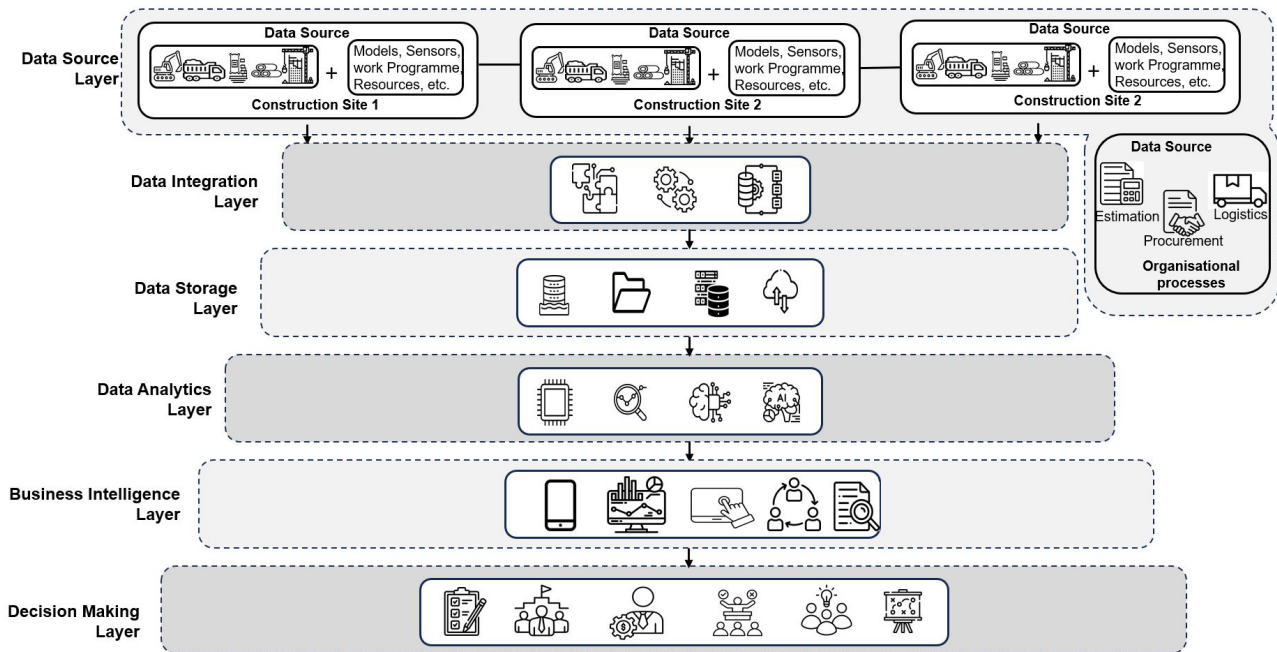 Data Source
Layer
Data Source
+
Models, Sensors,
work Programme,
Resources, etc.
Construction Site 1
Data Source
+
Models, Sensors,
work Programme,
Resources, etc.
Construction Site 2
Data Source
+
Models, Sensors,
work Programme,
Resources, etc.
Construction Site 2
Data Source
Estimation
Procurement
Logistics
Organisational
processes
Data Integration
Layer
Data Storage
Layer
Data Analytics
Layer
AI
Business Intelligence
Layer
Decision Making
Layer